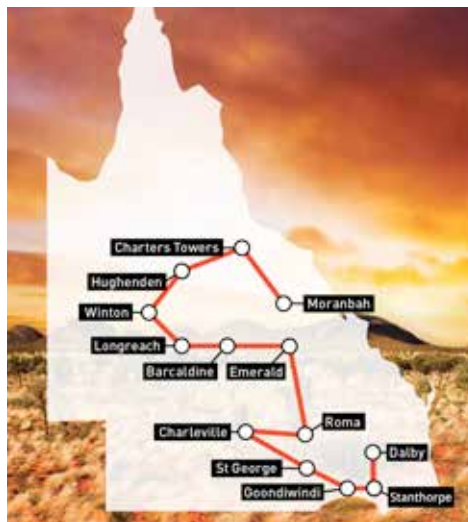 Charters Towers
Hughenden
Moranbah
Winton
Longreach
Barcaldine
Emerald
Roma
Charleville
Dalby
St George
Goondiwindi
Stanthorpe